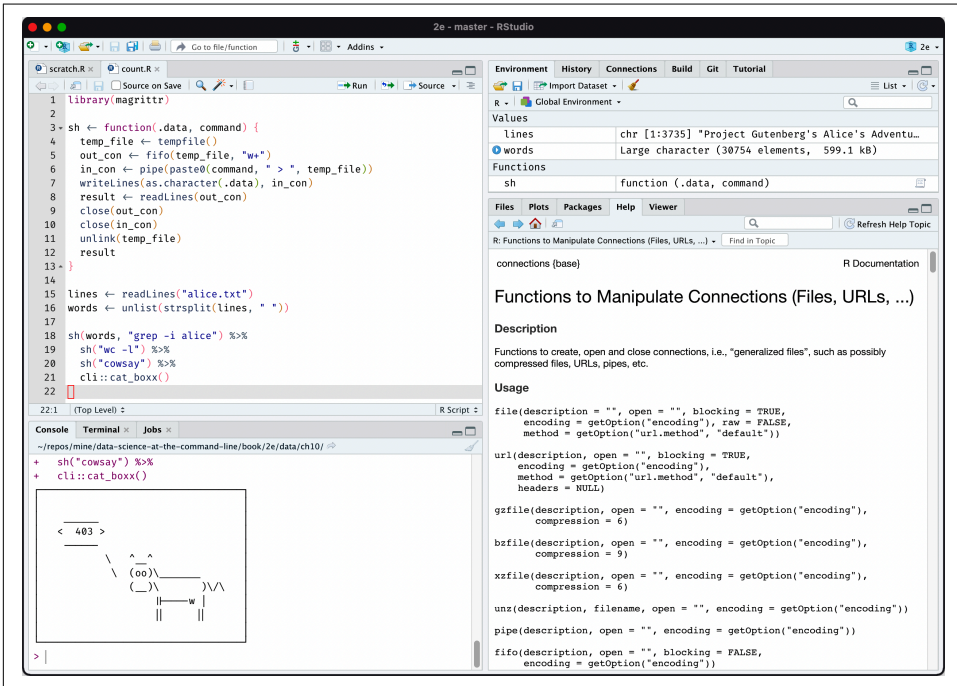 2e - master - RStudio
Go to file/function
Addins
2e
scratch.R ×
count.R ×
Source on Save
Run
Source
1 library(magrittr)
2
3 sh ← function(.data, command) {
4   temp_file ← tempfile()
5   out_con ← fifo(temp_file, "w+")
6   in_con ← pipe(paste0(command, " > ", temp_file))
7   writeLines(as.character(.data), in_con)
8   result ← readLines(out_con)
9   close(out_con)
10   close(in_con)
11   unlink(temp_file)
12   result
13 }
14
15 lines ← readLines("alice.txt")
16 words ← unlist(strsplit(lines, " "))
17
18 sh(words, "grep -i alice") %>%
19   sh("wc -l") %>%
20   sh("cowsay") %>%
21   cli::cat_boxx()
22
22:1 (Top Level) R Script
Console Terminal × Jobs ×
~/repos/mine/data-science-at-the-command-line/book/2e/data/ch10/
+   sh("cowsay") %>%
+   cli::cat_boxx()
 ______
<  403 >
 ------
\   ^__^
 \  (oo)\_______
    (__)\       )\/\
        ||----w |
        ||     ||
>
Environment History Connections Build Git Tutorial
Import Dataset
List
R Global Environment
Values
lines chr [1:3735] "Project Gutenberg's Alice's Adventu…
words Large character (30754 elements, 599.1 kB)
Functions
sh function (.data, command)
Files Plots Packages Help Viewer
Refresh Help Topic
R: Functions to Manipulate Connections (Files, URLs, ...) Find in Topic
connections {base} R Documentation
Functions to Manipulate Connections (Files, URLs, ...)
Description
Functions to create, open and close connections, i.e., “generalized files”, such as possibly
compressed files, URLs, pipes, etc.
Usage
file(description = "", open = "", blocking = TRUE,
     encoding = getOption("encoding"), raw = FALSE,
     method = getOption("url.method", "default"))
url(description, open = "", blocking = TRUE,
    encoding = getOption("encoding"),
    method = getOption("url.method", "default"),
    headers = NULL)
gzfile(description, open = "", encoding = getOption("encoding"),
       compression = 6)
bzfile(description, open = "", encoding = getOption("encoding"),
       compression = 9)
xzfile(description, open = "", encoding = getOption("encoding"),
       compression = 6)
unz(description, filename, open = "", encoding = getOption("encoding"))
pipe(description, open = "", encoding = getOption("encoding"))
fifo(description, open = "", blocking = FALSE,
     encoding = getOption("encoding"))